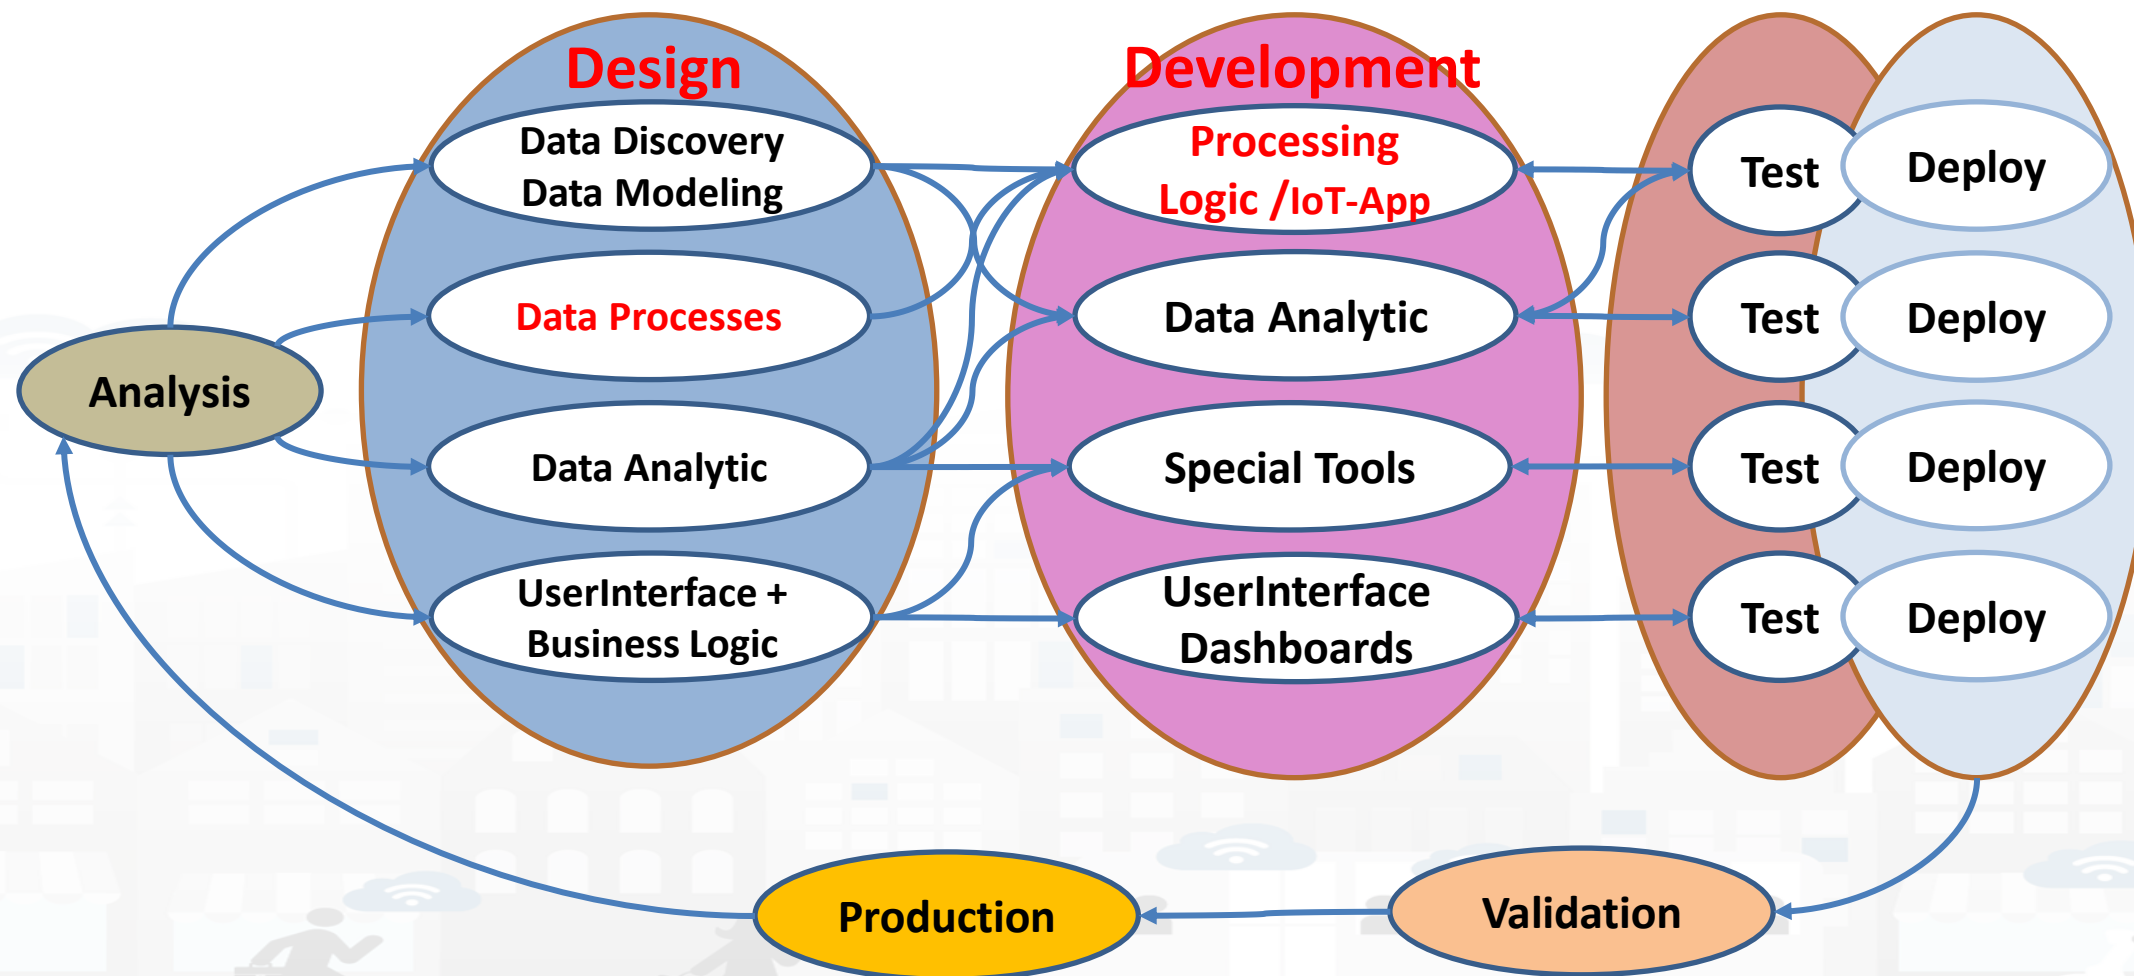 Design
Development
Data Discovery
Data Modeling
Processing
Logic /IoT-App
Test
Deploy
Data Processes
Data Analytic
Test
Deploy
Analysis
Data Analytic
Special Tools
Test
Deploy
UserInterface +
Business Logic
UserInterface
Dashboards
Test
Deploy
Production
Validation